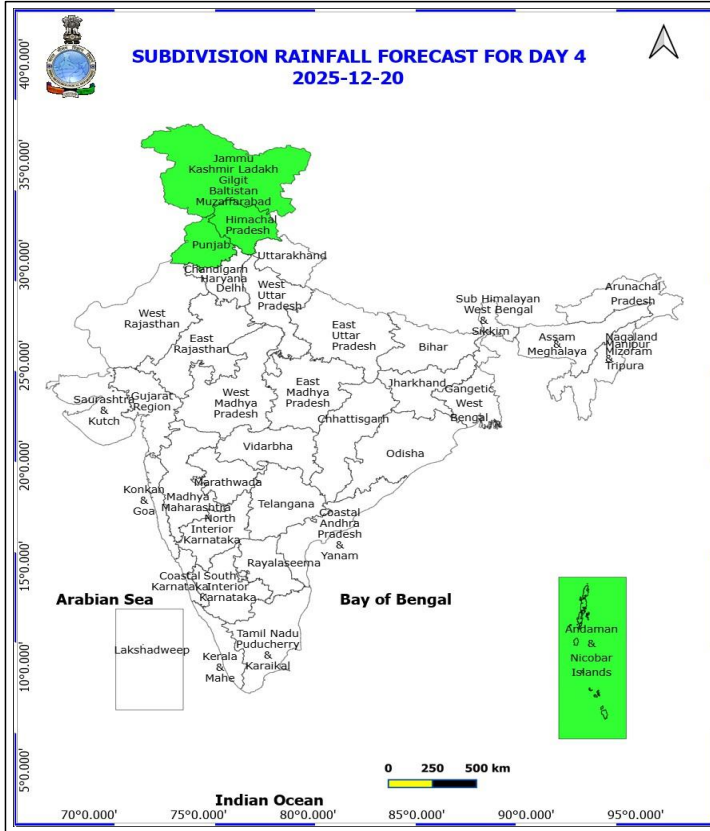 SUBDIVISION RAINFALL FORECAST FOR DAY 4
2025-12-20
40°0.000'
35°0.000'
30°0.000'
25°0.000'
20°0.000'
15°0.000'
10°0.000'
5°0.000'
Jammu
Kashmir Ladakh
Gilgit
Baltistan
Muzaffarabad
Himachal
Pradesh
Punjab
Uttarakhand
Chandigarh
Haryana
Delhi
West
Uttar
Pradesh
West
Rajasthan
East
Rajasthan
East
Uttar
Pradesh
Bihar
Sub Himalayan
West Bengal
&
Sikkim
Arunachal
Pradesh
Assam
&
Meghalaya
Nagaland
Manipur
Mizoram
&
Tripura
Saurashtra
&
Kutch
Gujarat
Region
West
Madhya
Pradesh
East
Madhya
Pradesh
Jharkhand
Gangetic
West
Bengal
Chhattisgarh
Odisha
Vidarbha
Konkan
&
Goa
Marathwada
Madhya
Maharashtra
Telangana
North
Interior
Karnataka
Coastal
Andhra
Pradesh
&
Yanam
Rayalaseema
Coastal
Karnataka
South
Interior
Karnataka
Arabian Sea
Bay of Bengal
Lakshadweep
Kerala
&
Mahe
Tamil Nadu
Puducherry
&
Karaikal
Andaman
&
Nicobar
Islands
0 250 500 km
Indian Ocean
70°0.000' 75°0.000' 80°0.000' 85°0.000' 90°0.000' 95°0.000'